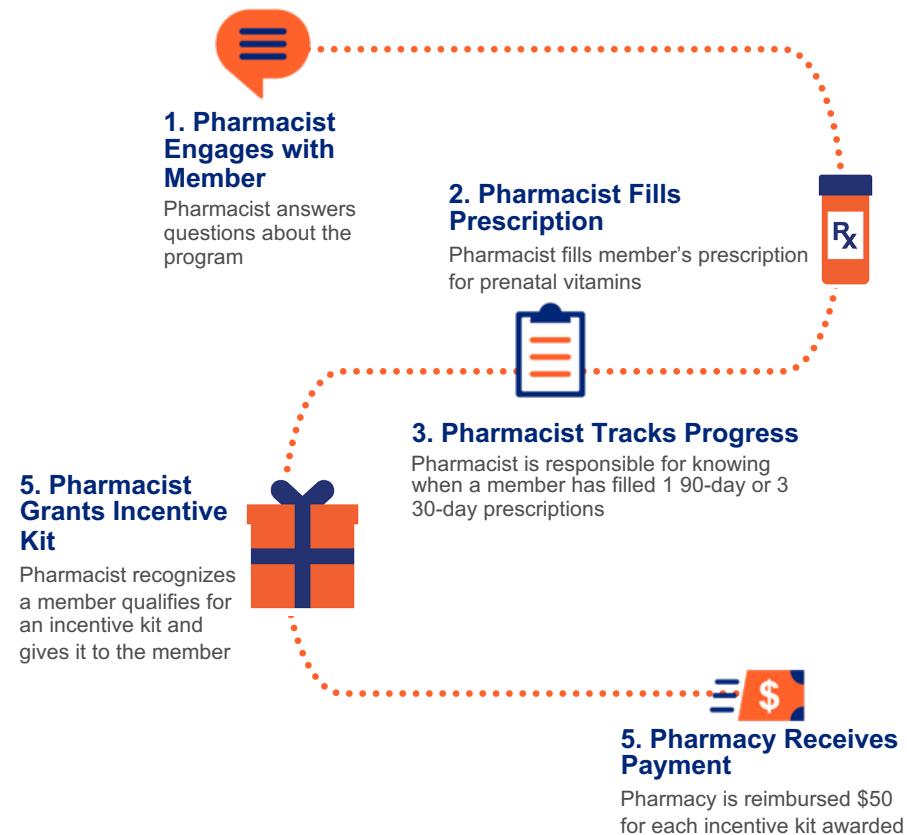 1. Pharmacist
Engages with
Member
Pharmacist answers
questions about the
program
2. Pharmacist Fills
Prescription
Pharmacist fills member’s prescription
for prenatal vitamins
Rx
3. Pharmacist Tracks Progress
Pharmacist is responsible for knowing
when a member has filled 1 90-day or 3
30-day prescriptions
5. Pharmacist
Grants Incentive
Kit
Pharmacist recognizes
a member qualifies for
an incentive kit and
gives it to the member
$
5. Pharmacy Receives
Payment
Pharmacy is reimbursed $50
for each incentive kit awarded